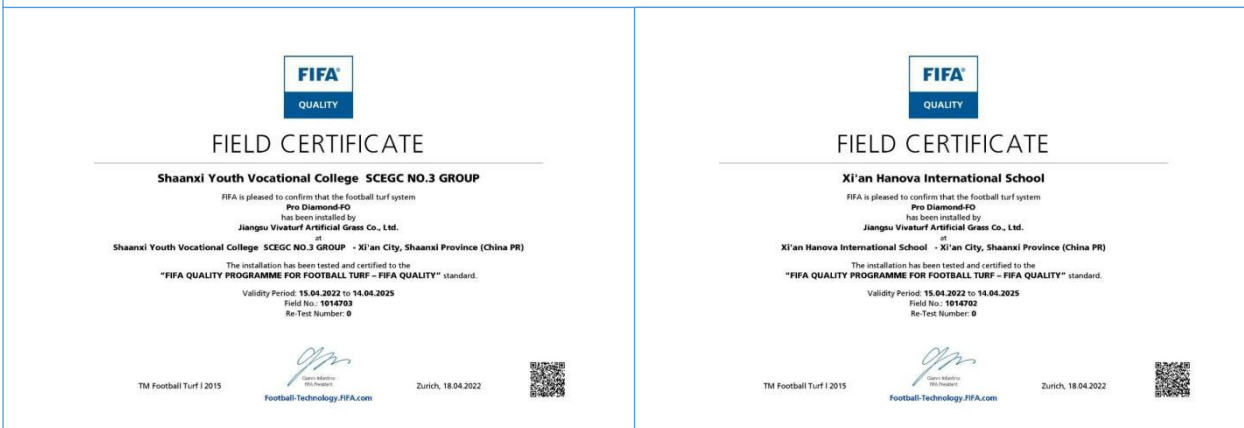 FIFA®
QUALITY
FIELD CERTIFICATE
Shaanxi Youth Vocational College SCEGC NO.3 GROUP
FIFA is pleased to confirm that the football turf system
Pro Diamond-FO
has been installed by
Jiangsu Vivaturf Artificial Grass Co., Ltd.
at
Shaanxi Youth Vocational College SCEGC NO.3 GROUP - Xi'an City, Shaanxi Province (China PR)
The installation has been tested and certified to the
"FIFA QUALITY PROGRAMME FOR FOOTBALL TURF – FIFA QUALITY" standard.
Validity Period: 15.04.2022 to 14.04.2025
Field No.: 1014703
Re-Test Number: 0
Gianni Infantino
FIFA President
TM Football Turf I 2015
Zurich, 18.04.2022
Football-Technology.FIFA.com
FIFA®
QUALITY
FIELD CERTIFICATE
Xi'an Hanova International School
FIFA is pleased to confirm that the football turf system
Pro Diamond-FO
has been installed by
Jiangsu Vivaturf Artificial Grass Co., Ltd.
at
Xi'an Hanova International School - Xi'an City, Shaanxi Province (China PR)
The installation has been tested and certified to the
"FIFA QUALITY PROGRAMME FOR FOOTBALL TURF – FIFA QUALITY" standard.
Validity Period: 15.04.2022 to 14.04.2025
Field No.: 1014702
Re-Test Number: 0
Gianni Infantino
FIFA President
TM Football Turf I 2015
Zurich, 18.04.2022
Football-Technology.FIFA.com